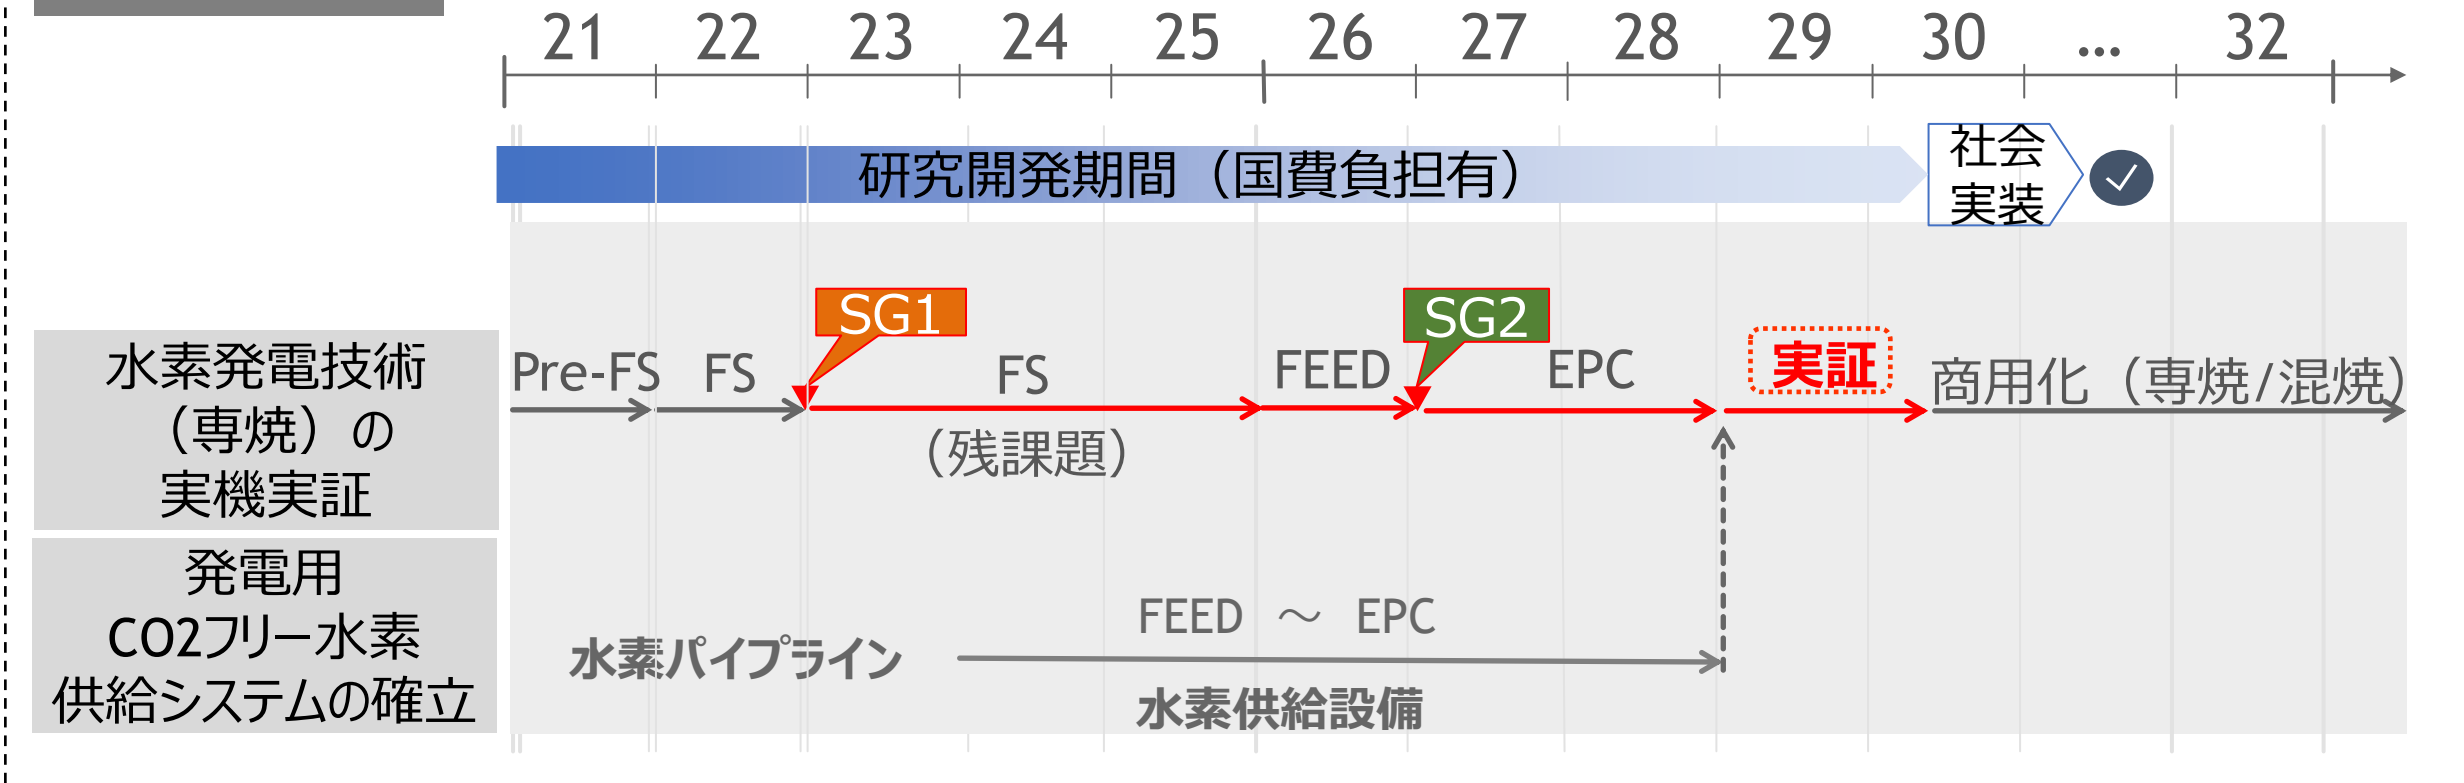 21 22 23 24 25 26 27 28 29 30 … 32
研究開発期間（国費負担有）
社会
実装
SG1
SG2
水素発電技術
（専焼）の
実機実証
Pre-FS
FS
FS
（残課題）
FEED
EPC
実証
商用化（専焼/混焼）
発電用
CO2フリー水素
供給システムの確立
水素パイプライン
FEED ～ EPC
水素供給設備